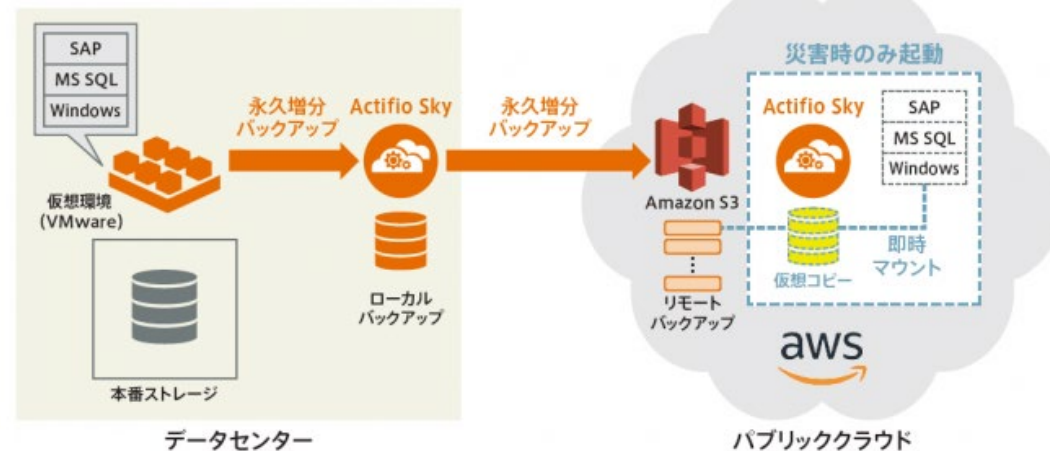 SAP
MS SQL
Windows
仮想環境
(VMware)
本番ストレージ
永久増分
バックアップ
Actifio Sky
ローカル
バックアップ
データセンター
永久増分
バックアップ
Amazon S3
リモート
バックアップ
災害時のみ起動
Actifio Sky
仮想コピー
SAP
MS SQL
Windows
即時
マウント
aws
パブリッククラウド